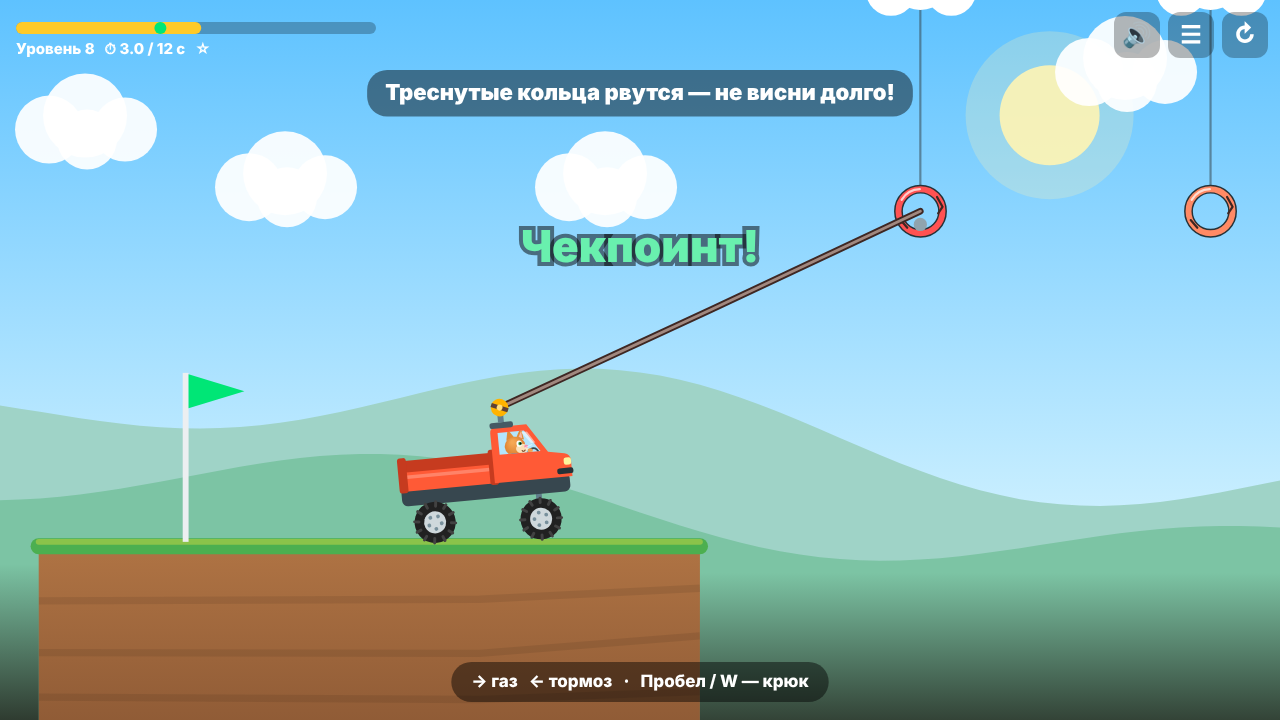 Уровень 8 ⏱ 3.0 / 12 с ☆
Треснутые кольца рвутся — не висни долго!
Чекпоинт!
→ газ ← тормоз · Пробел / W — крюк